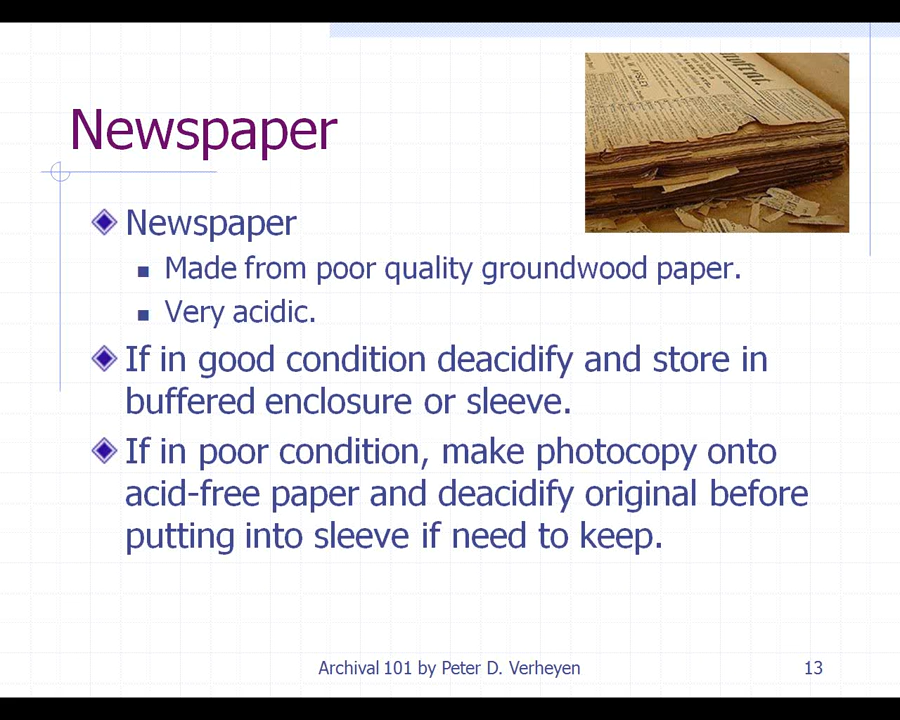 Newspaper
Newspaper
Made from poor quality groundwood paper.
Very acidic.
If in good condition deacidify and store in
buffered enclosure or sleeve.
If in poor condition, make photocopy onto
acid-free paper and deacidify original before
putting into sleeve if need to keep.
Archival 101 by Peter D. Verheyen
13